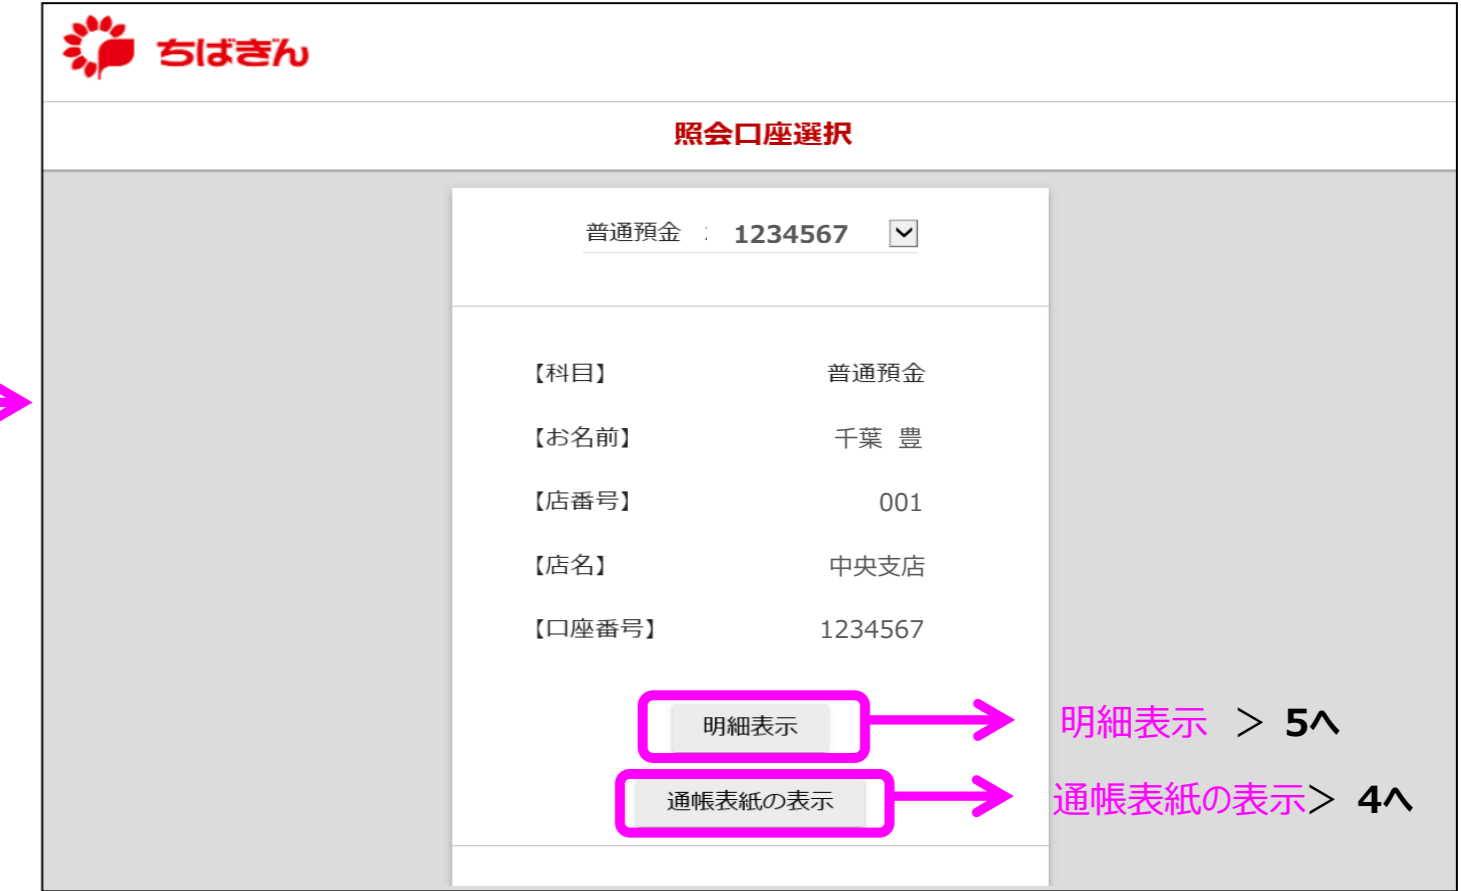 ちばぎん
照会口座選択
普通預金 : 1234567
【科目】 普通預金
【お名前】 千葉 豊
【店番号】 001
【店名】 中央支店
【口座番号】 1234567
明細表示 明細表示 > 5へ
通帳表紙の表示 通帳表紙の表示> 4へ